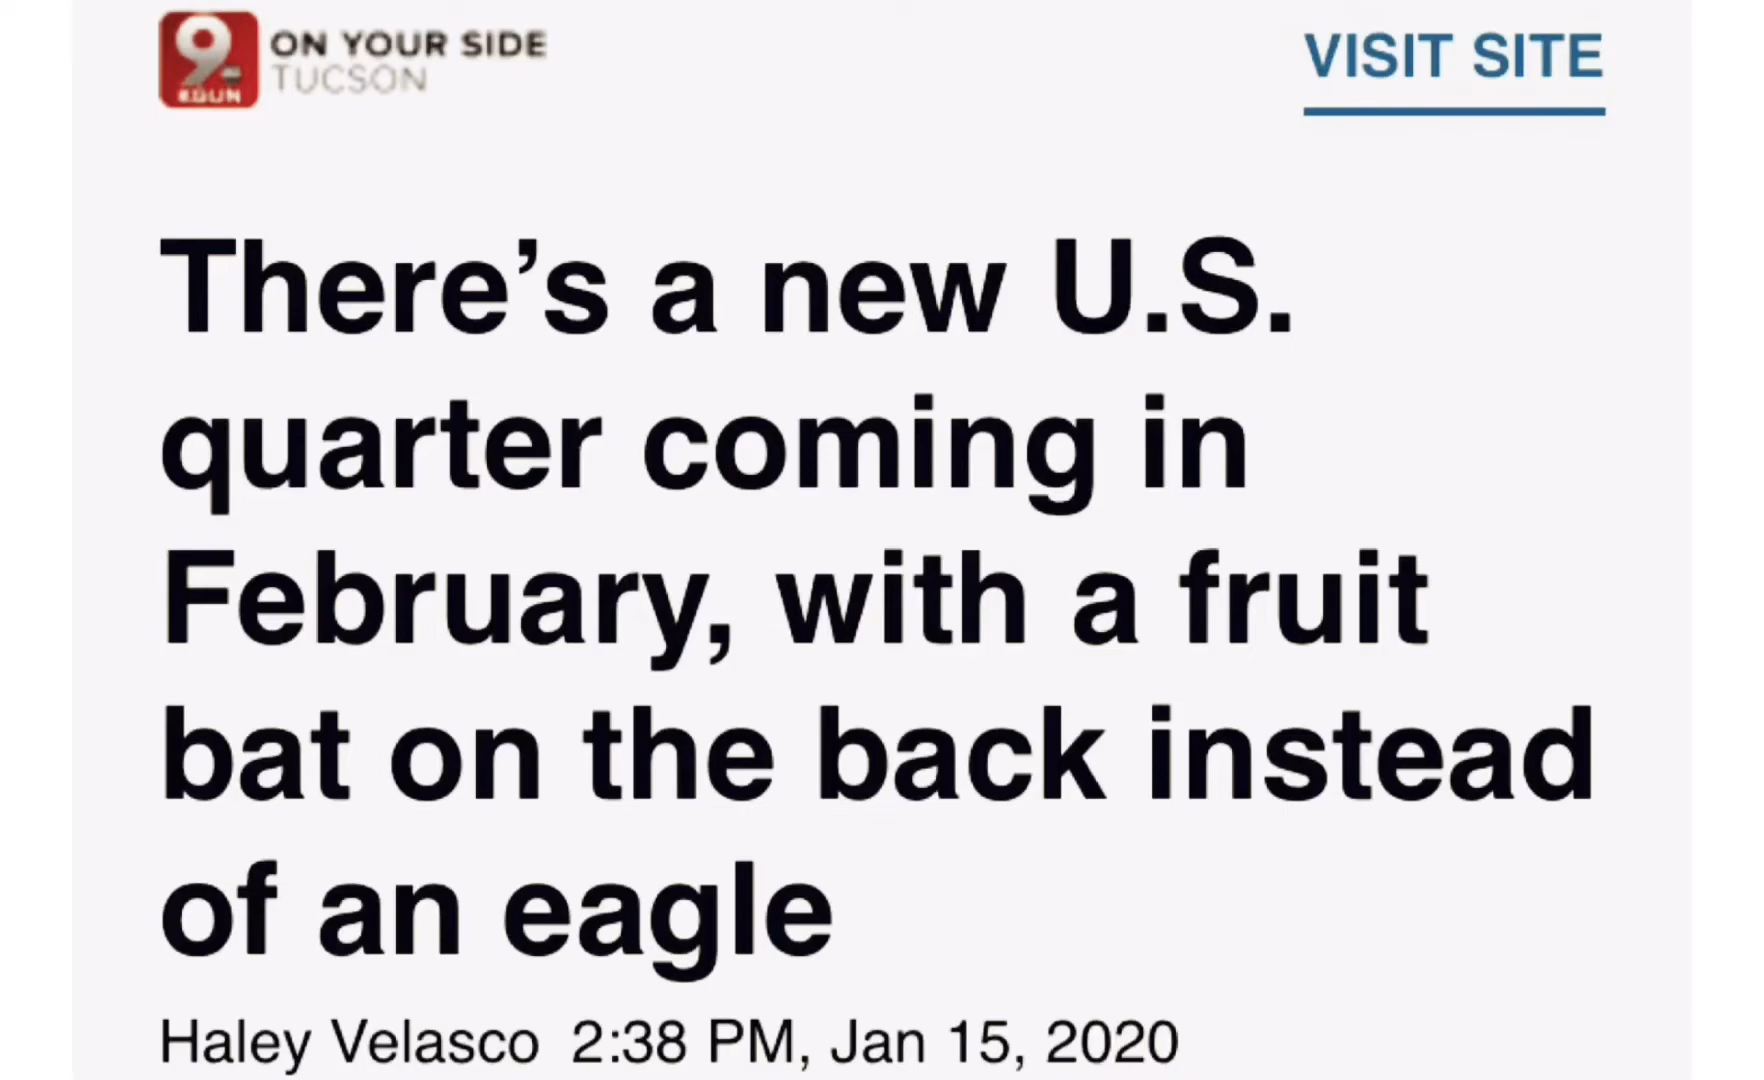 9
KGUN
ON YOUR SIDE
TUCSON
VISIT SITE
There’s a new U.S.
quarter coming in
February, with a fruit
bat on the back instead
of an eagle
Haley Velasco 2:38 PM, Jan 15, 2020